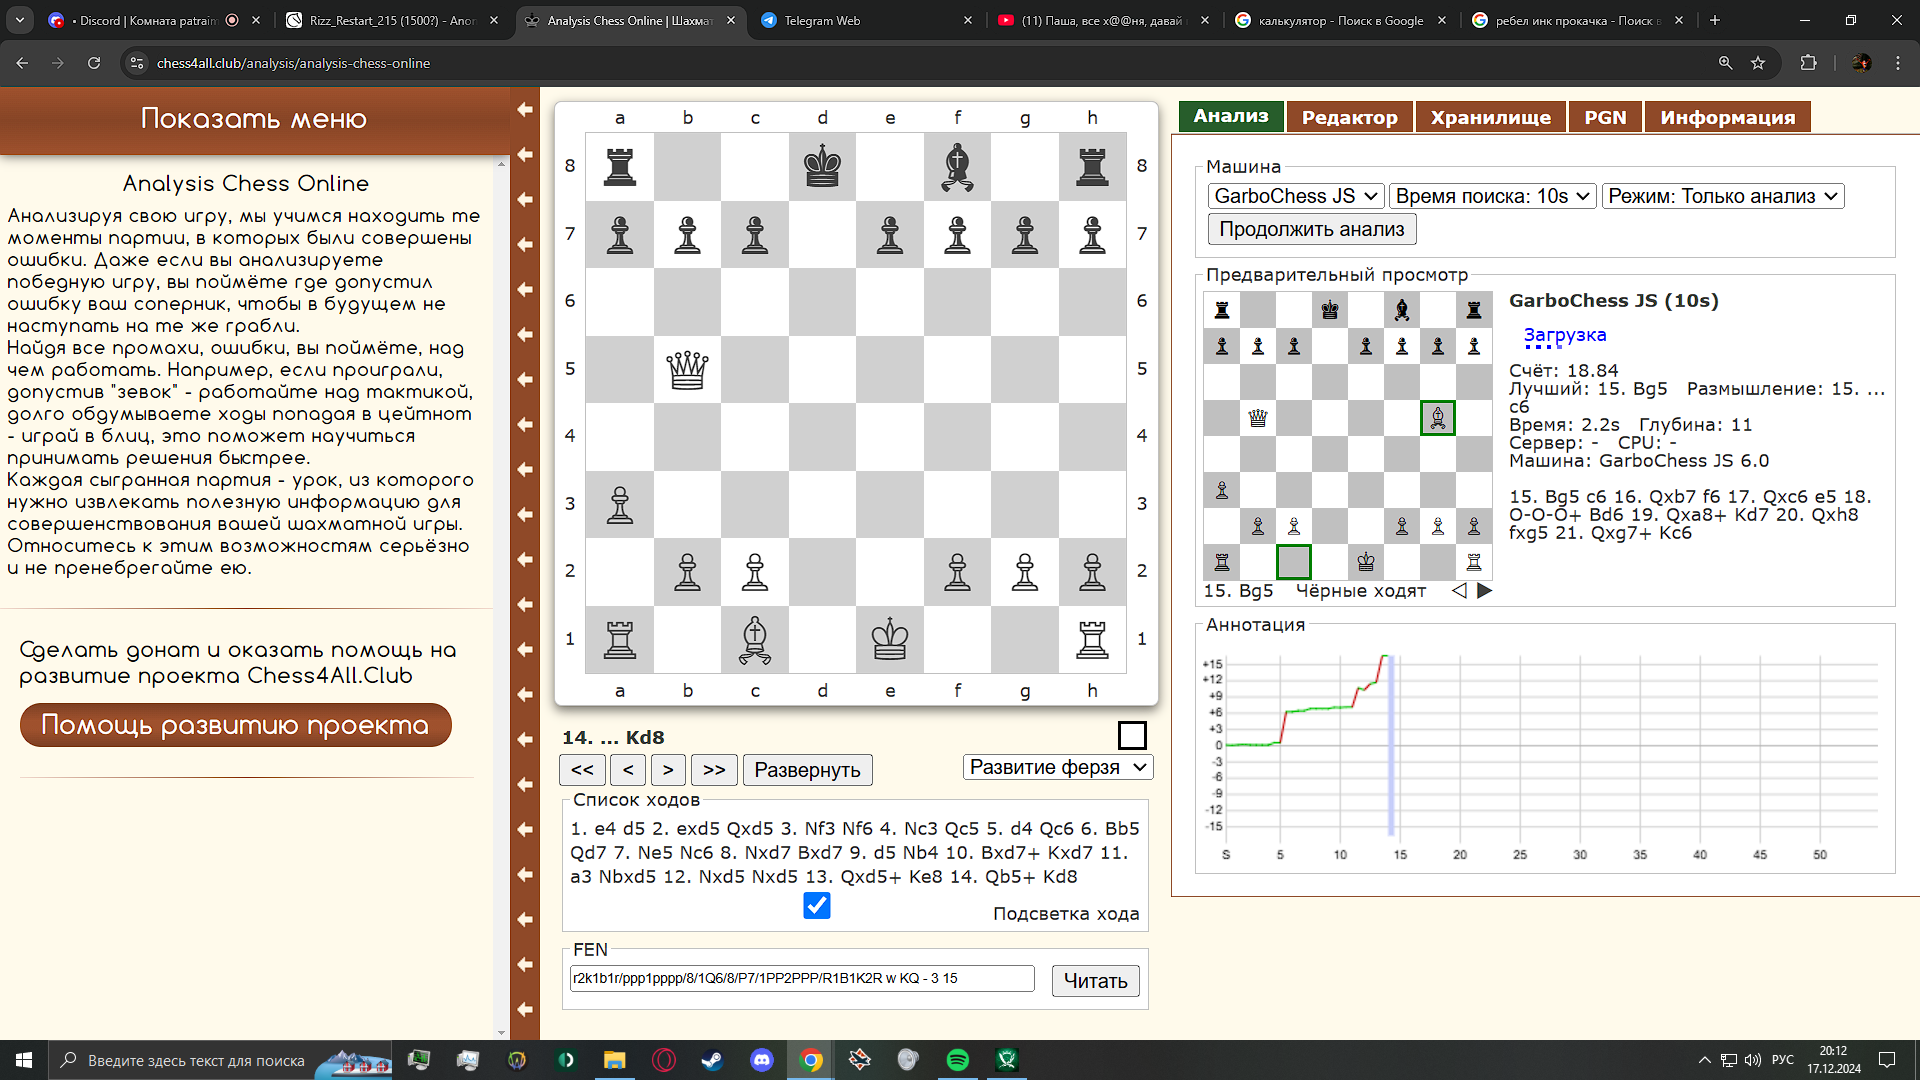 • Discord | Комната patraim
Rizz_Restart_215 (1500?) - Anon
Analysis Chess Online | Шахмат
Telegram Web
(11) Паша, все х@@ня, давай
калькулятор - Поиск в Google
ребел инк прокачка - Поиск в
chess4all.club/analysis/analysis-chess-online
Показать меню
Analysis Chess Online
Анализируя свою игру, мы учимся находить те
моменты партии, в которых были совершены
ошибки. Даже если вы анализируете
победную игру, вы поймёте где допустил
ошибку ваш соперник, чтобы в будущем не
наступать на те же грабли.
Найдя все промахи, ошибки, вы поймёте, над
чем работать. Например, если проиграли,
допустив "зевок" - работайте над тактикой,
долго обдумываете ходы попадая в цейтнот
- играй в блиц, это поможет научиться
принимать решения быстрее.
Каждая сыгранная партия - урок, из которого
нужно извлекать полезную информацию для
совершенствования вашей шахматной игры.
Относитесь к этим возможностям серьёзно
и не пренебрегайте ею.
Сделать донат и оказать помощь на
развитие проекта Chess4All.Club
Помощь развитию проекта
a b c d e f g h
8 8
7 7
6 6
5 5
4 4
3 3
2 2
1 1
a b c d e f g h
14. ... Kd8
<< < > >> Развернуть
Развитие ферзя
Список ходов
1. e4 d5 2. exd5 Qxd5 3. Nf3 Nf6 4. Nc3 Qc5 5. d4 Qc6 6. Bb5
Qd7 7. Ne5 Nc6 8. Nxd7 Bxd7 9. d5 Nb4 10. Bxd7+ Kxd7 11.
a3 Nbxd5 12. Nxd5 Nxd5 13. Qxd5+ Ke8 14. Qb5+ Kd8
Подсветка хода
FEN
r2k1b1r/ppp1pppp/8/1Q6/8/P7/1PP2PPP/R1B1K2R w KQ - 3 15
Читать
Анализ
Редактор
Хранилище
PGN
Информация
Машина
GarboChess JS
Время поиска: 10s
Режим: Только анализ
Продолжить анализ
Предварительный просмотр
GarboChess JS (10s)
Загрузка
Счёт: 18.84
Лучший: 15. Bg5 Размышление: 15. ...
c6
Время: 2.2s Глубина: 11
Сервер: - CPU: -
Машина: GarboChess JS 6.0
15. Bg5 c6 16. Qxb7 f6 17. Qxc6 e5 18.
O-O-O+ Bd6 19. Qxa8+ Kd7 20. Qxh8
fxg5 21. Qxg7+ Kc6
15. Bg5 Чёрные ходят
Аннотация
+15
+12
+9
+6
+3
0
-3
-6
-9
-12
-15
S 5 10 15 20 25 30 35 40 45 50
Введите здесь текст для поиска
РУС
20:12
17.12.2024